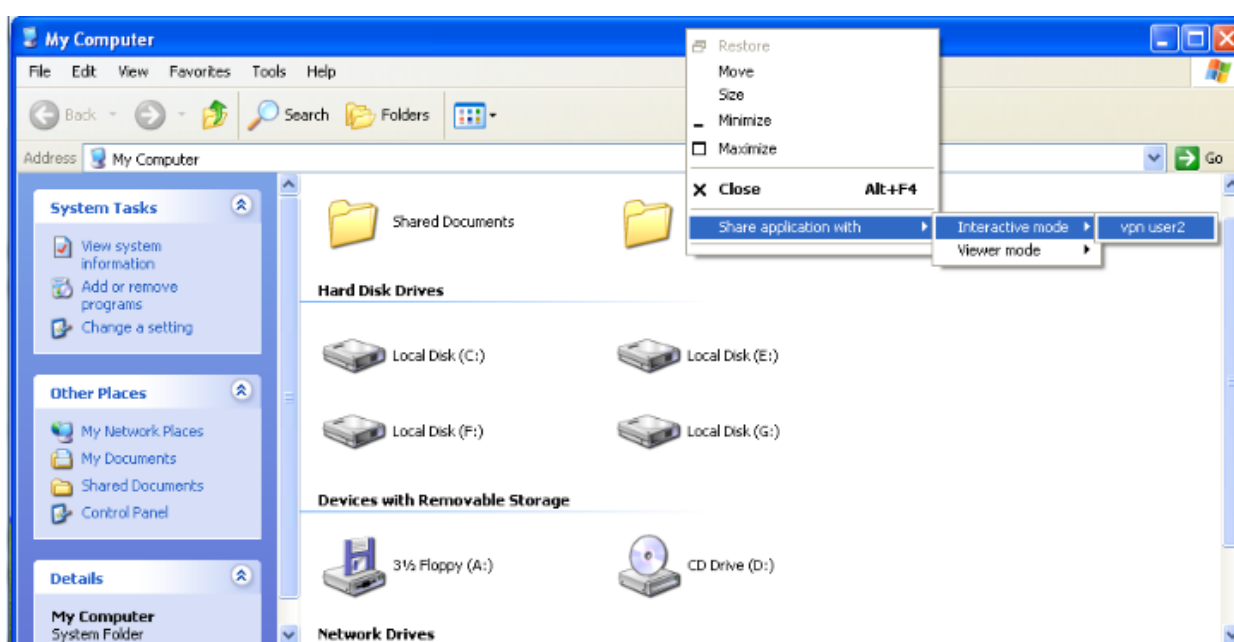 My Computer
File Edit View Favorites Tools Help
Back Search Folders
Address My Computer Go
Restore
Move
Size
Minimize
Maximize
Close Alt+F4
Share application with
Interactive mode
Viewer mode
vpn user2
System Tasks
View system
information
Add or remove
programs
Change a setting
Other Places
My Network Places
My Documents
Shared Documents
Control Panel
Details
My Computer
System Folder
Shared Documents
Hard Disk Drives
Local Disk (C:) Local Disk (E:)
Local Disk (F:) Local Disk (G:)
Devices with Removable Storage
3½ Floppy (A:) CD Drive (D:)
Network Drives